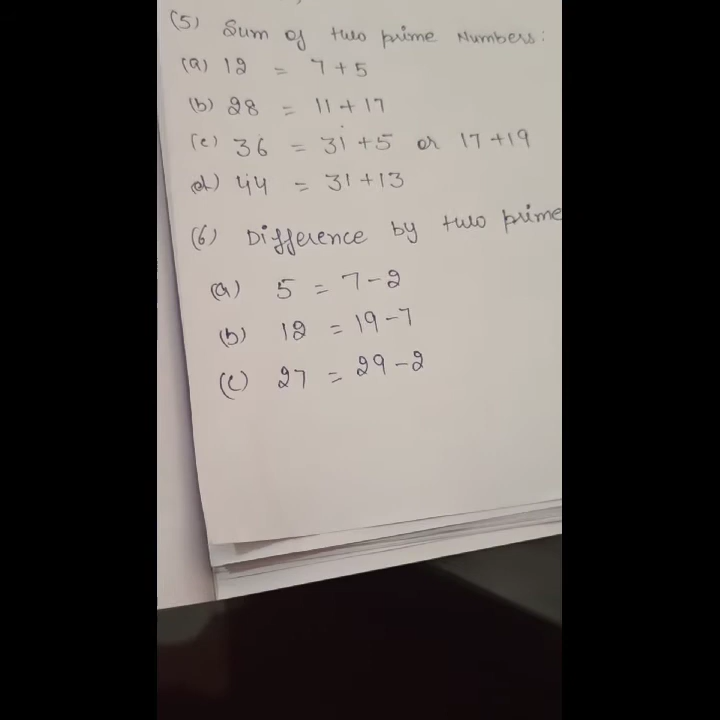 (5) Sum of two prime Numbers:
(a) 12 = 7+5
(b) 28 = 11+17
(c) 36 = 31+5 or 17+19
(d) 44 = 31+13
(6) Difference by two prime
(a) 5 = 7-2
(b) 12 = 19-7
(c) 27 = 29-2